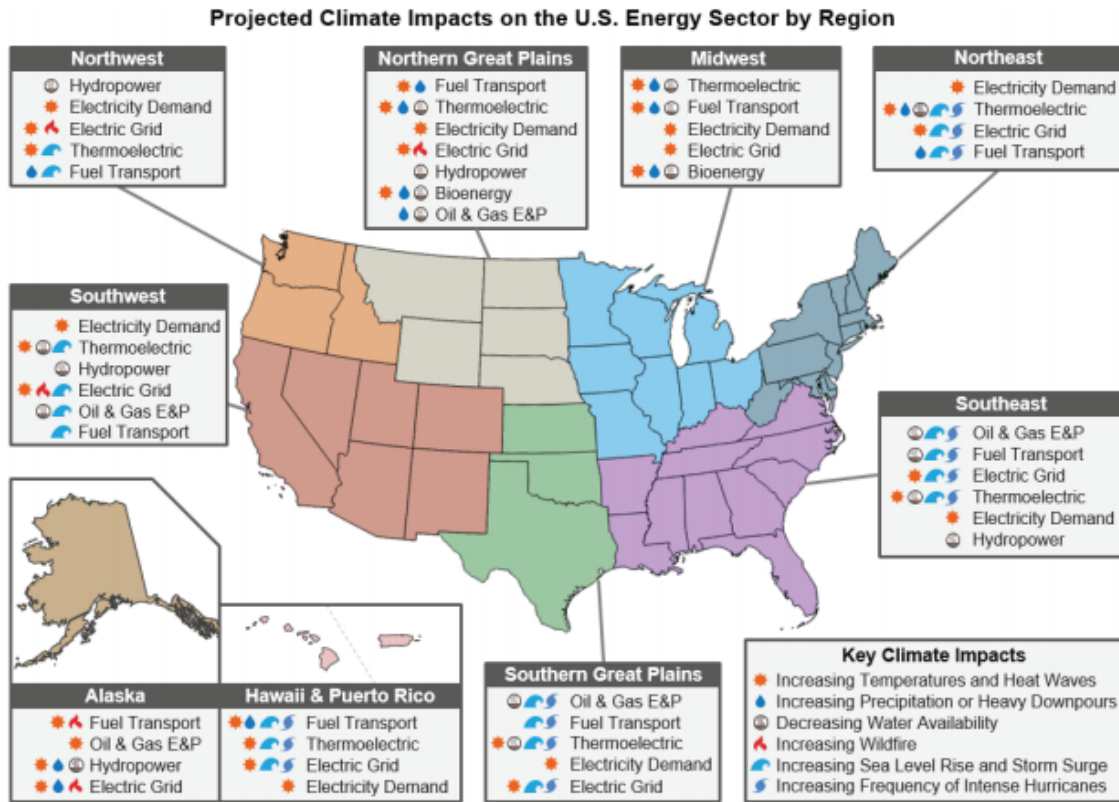 Projected Climate Impacts on the U.S. Energy Sector by Region
Northwest
Hydropower
Electricity Demand
Electric Grid
Thermoelectric
Fuel Transport
Northern Great Plains
Fuel Transport
Thermoelectric
Electricity Demand
Electric Grid
Hydropower
Bioenergy
Oil & Gas E&P
Midwest
Thermoelectric
Fuel Transport
Electricity Demand
Electric Grid
Bioenergy
Northeast
Electricity Demand
Thermoelectric
Electric Grid
Fuel Transport
Southwest
Electricity Demand
Thermoelectric
Hydropower
Electric Grid
Oil & Gas E&P
Fuel Transport
Southeast
Oil & Gas E&P
Fuel Transport
Electric Grid
Thermoelectric
Electricity Demand
Hydropower
Alaska
Fuel Transport
Oil & Gas E&P
Hydropower
Electric Grid
Hawaii & Puerto Rico
Fuel Transport
Thermoelectric
Electric Grid
Electricity Demand
Southern Great Plains
Oil & Gas E&P
Fuel Transport
Thermoelectric
Electricity Demand
Electric Grid
Key Climate Impacts
Increasing Temperatures and Heat Waves
Increasing Precipitation or Heavy Downpours
Decreasing Water Availability
Increasing Wildfire
Increasing Sea Level Rise and Storm Surge
Increasing Frequency of Intense Hurricanes